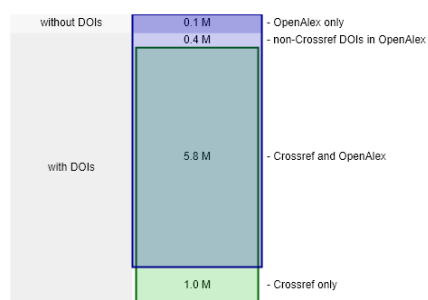 without DOIs 0.1 M - OpenAlex only
0.4 M - non-Crossref DOIs in OpenAlex
with DOIs 5.8 M - Crossref and OpenAlex
1.0 M - Crossref only